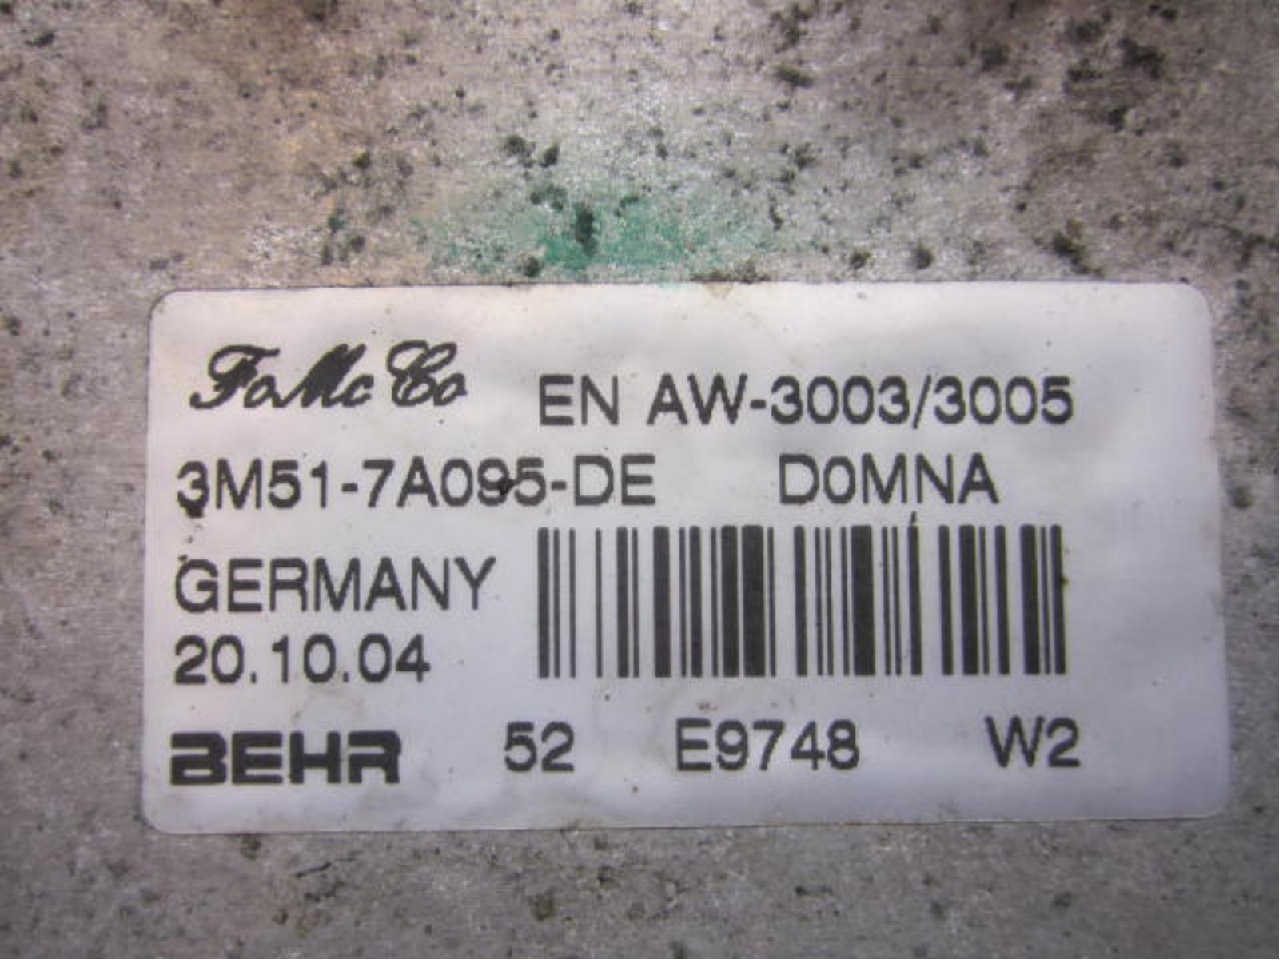 FoMoCo EN AW-3003/3005
3M51-7A095-DE D0MNA
GERMANY
20.10.04
BEHR 52 E9748 W2